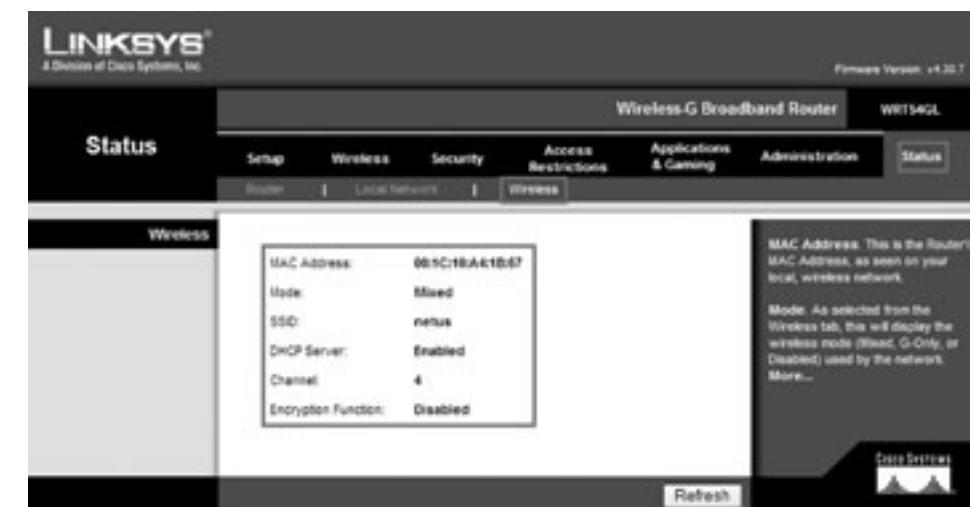 LINKSYS®
A Division of Cisco Systems, Inc.
Firmware Version: v4.30.7
Wireless-G Broadband Router WRT54GL
Status
Setup Wireless Security Access Restrictions Applications & Gaming Administration Status
Router | Local Network | Wireless
Wireless
MAC Address: 00:1C:10:A4:1B:67
Mode: Mixed
SSID: netus
DHCP Server: Enabled
Channel: 4
Encryption Function: Disabled
MAC Address. This is the Router's
MAC Address, as seen on your
local, wireless network.
Mode. As selected from the
Wireless tab, this will display the
wireless mode (Mixed, G-Only, or
Disabled) used by the network.
More...
CISCO SYSTEMS
Refresh